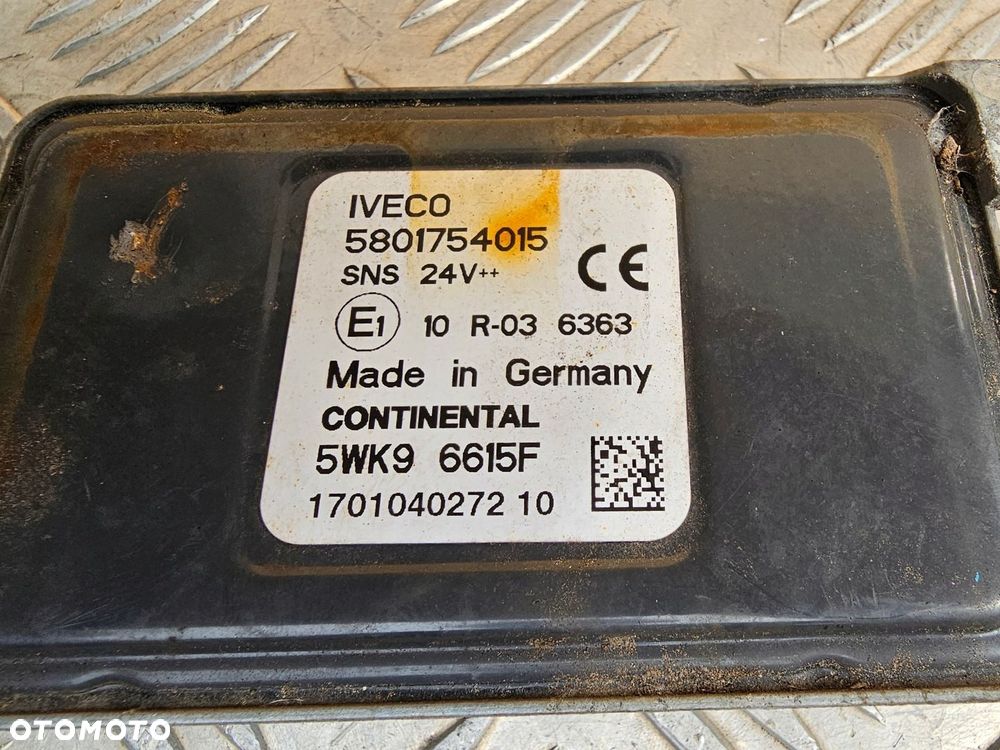 IVECO
5801754015
SNS 24V++
CE
E1 10 R-03 6363
Made in Germany
CONTINENTAL
5WK9 6615F
1701040272 10
OTOMOTO